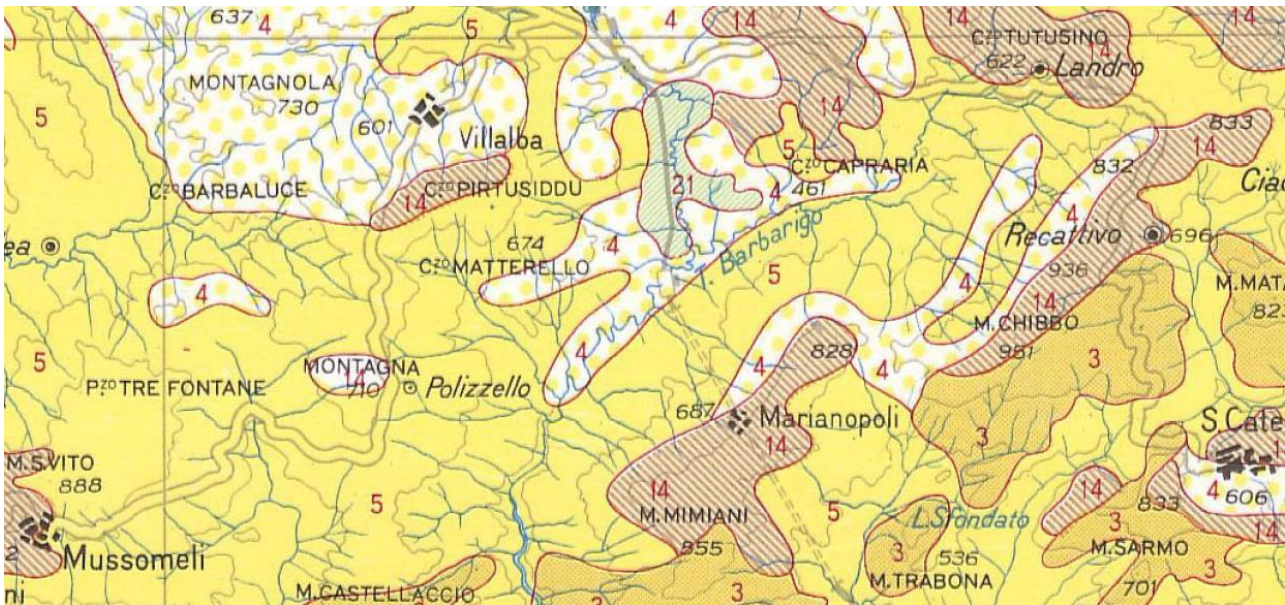 637
4
5
4
14
14
C.zo TUTUSINO
14
622
Landro
MONTAGNOLA
730
5
601
Villalba
14
833
14
5
C.zo CAPRARIA
832
C.zo BARBALUCE
C.zo PIRTUSIDDU
14
21
4
461
4
674
4
Barbarigo
Recattivo
696
C.zo MATTERELLO
5
936
4
4
14
M. CHIBBO
951
5
MONTAGNA
14
710
4
4
828
4
3
P.zo TRE FONTANE
Polizzello
687
Marianopoli
14
3
M. S. VITO
888
5
14
M. MIMIANI
5
L. Sfondato
14
833
4
606
3
Mussomeli
855
3
536
M. SARMO
14
M. CASTELLACCIO
3
M. TRABONA
701
3
3